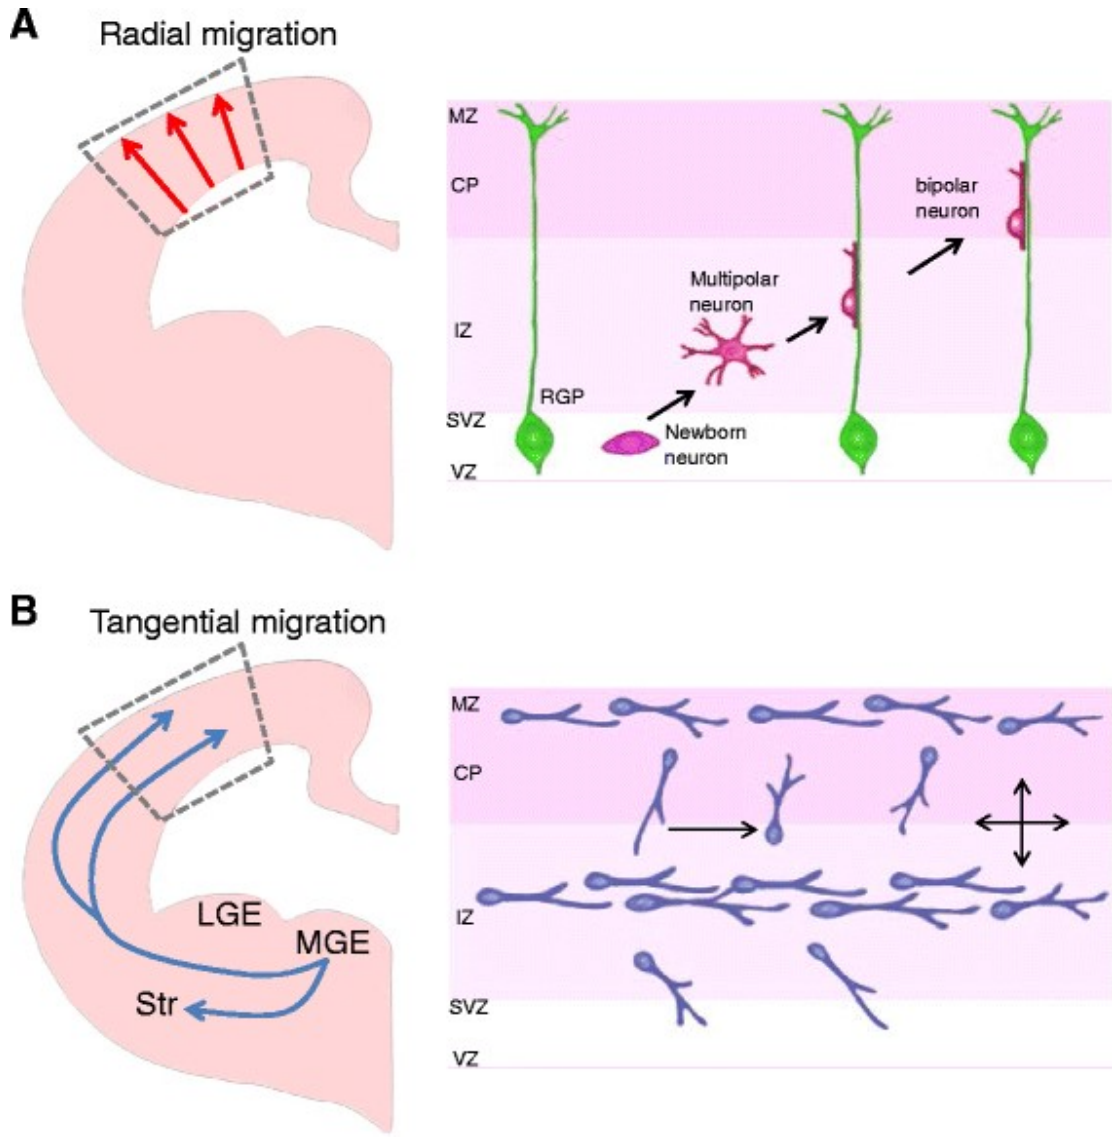 A
Radial migration
MZ
CP
bipolar
neuron
Multipolar
neuron
IZ
RGP
SVZ
Newborn
neuron
VZ
B
Tangential migration
MZ
CP
LGE
IZ
MGE
Str
SVZ
VZ